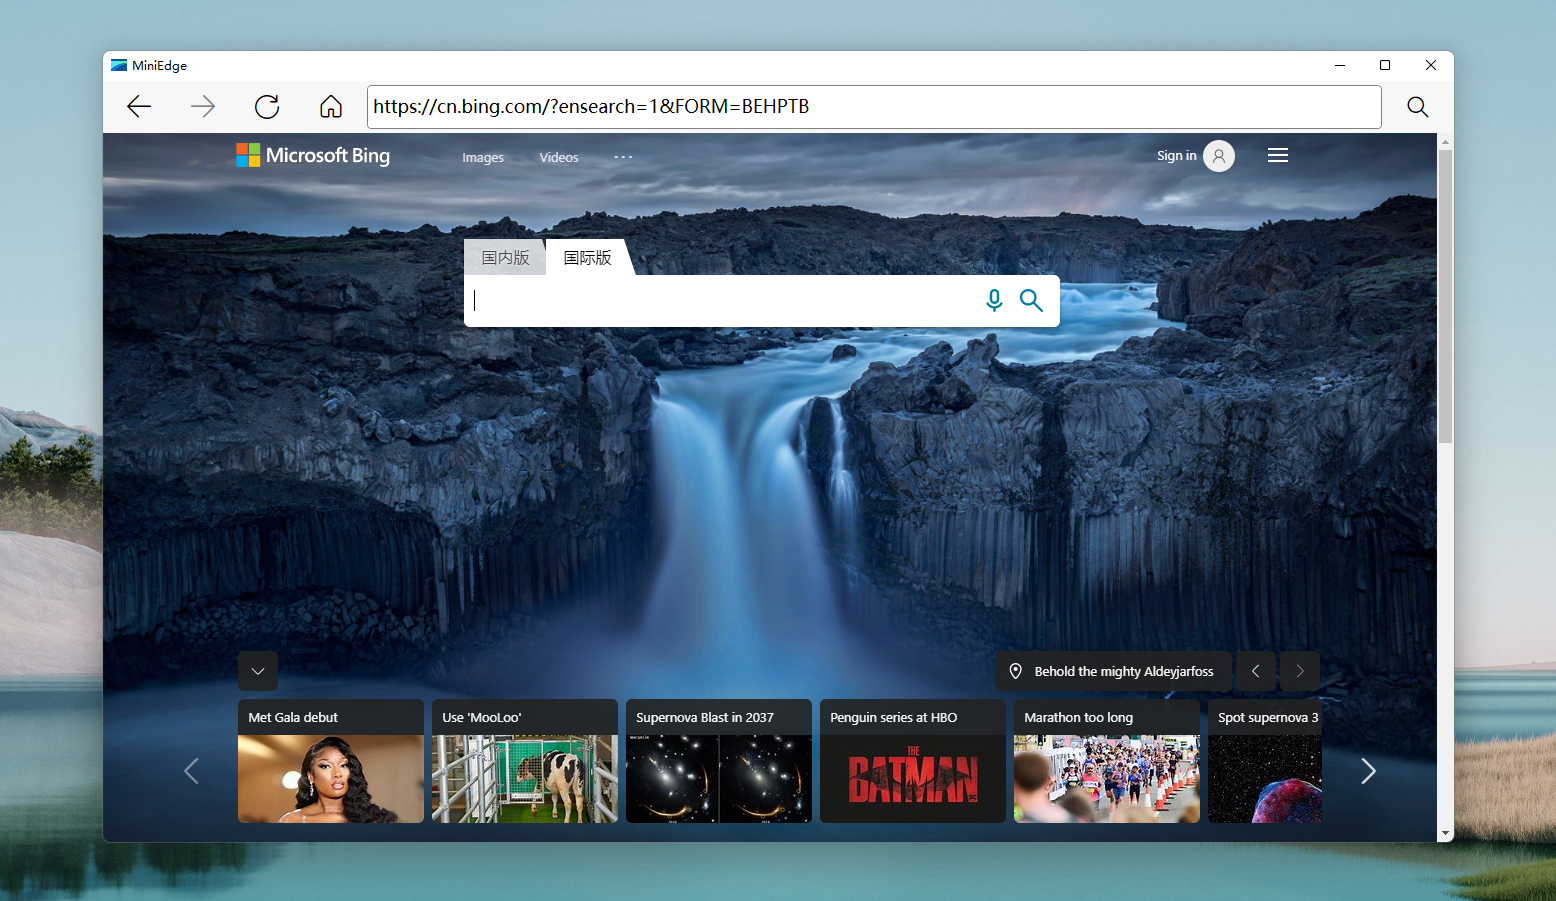 MiniEdge
https://cn.bing.com/?ensearch=1&FORM=BEHPTB
Microsoft Bing
Images
Videos
Sign in
国内版
国际版
Behold the mighty Aldeyjarfoss
Met Gala debut
Use 'MooLoo'
Supernova Blast in 2037
Penguin series at HBO
Marathon too long
Spot supernova 3
THE
BATMAN